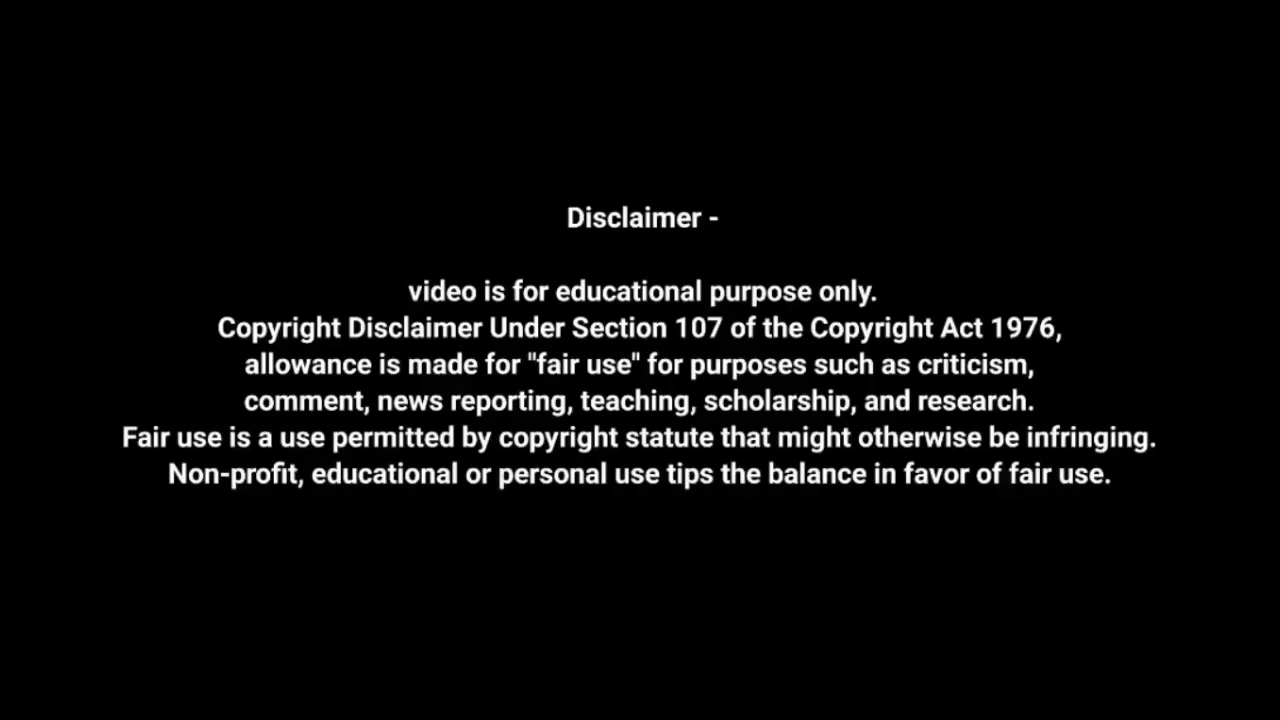 Disclaimer -
video is for educational purpose only.
Copyright Disclaimer Under Section 107 of the Copyright Act 1976,
allowance is made for "fair use" for purposes such as criticism,
comment, news reporting, teaching, scholarship, and research.
Fair use is a use permitted by copyright statute that might otherwise be infringing.
Non-profit, educational or personal use tips the balance in favor of fair use.